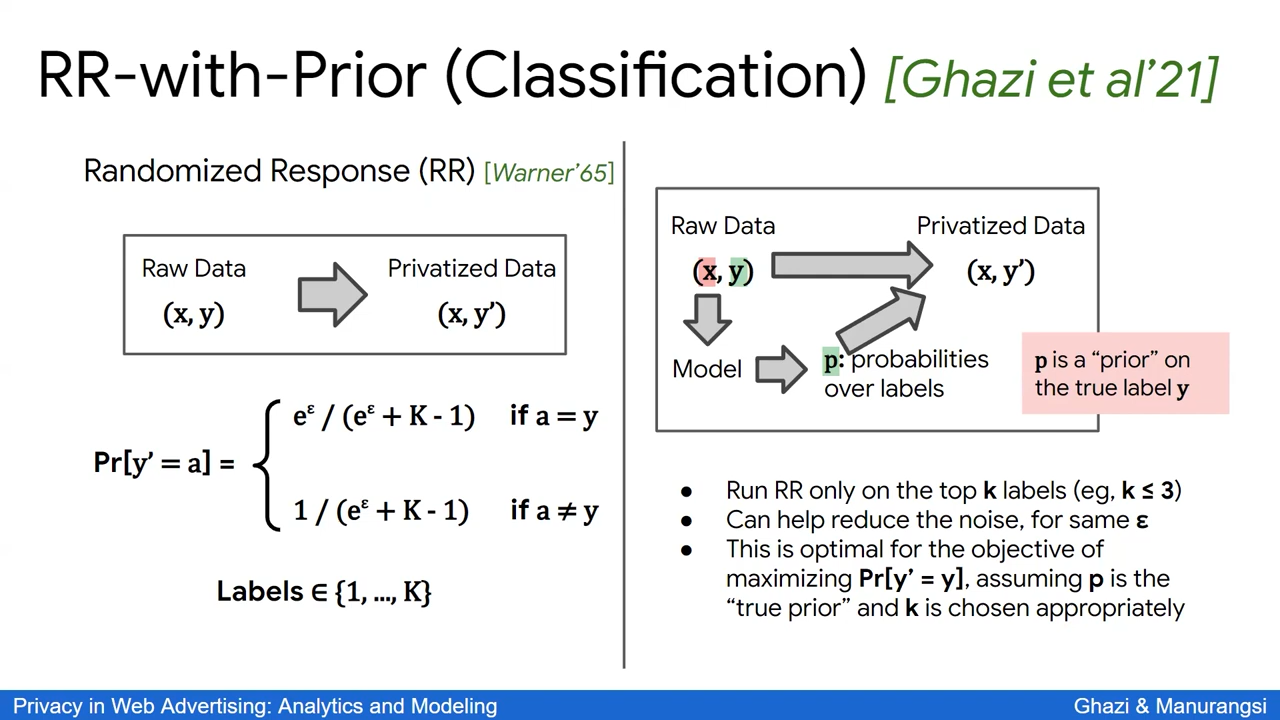 RR-with-Prior (Classification) [Ghazi et al’21]
Randomized Response (RR) [Warner’65]
Raw Data
Privatized Data
(x, y)
(x, y’)
Pr[y’ = a] =
e^ε / (e^ε + K - 1) if a = y
1 / (e^ε + K - 1) if a ≠ y
Labels ∈ {1, ..., K}
Raw Data
Privatized Data
(x, y)
(x, y’)
Model
p: probabilities
over labels
p is a “prior” on
the true label y
● Run RR only on the top k labels (eg, k ≤ 3)
● Can help reduce the noise, for same ε
● This is optimal for the objective of
maximizing Pr[y’ = y], assuming p is the
“true prior” and k is chosen appropriately
Privacy in Web Advertising: Analytics and Modeling
Ghazi & Manurangsi